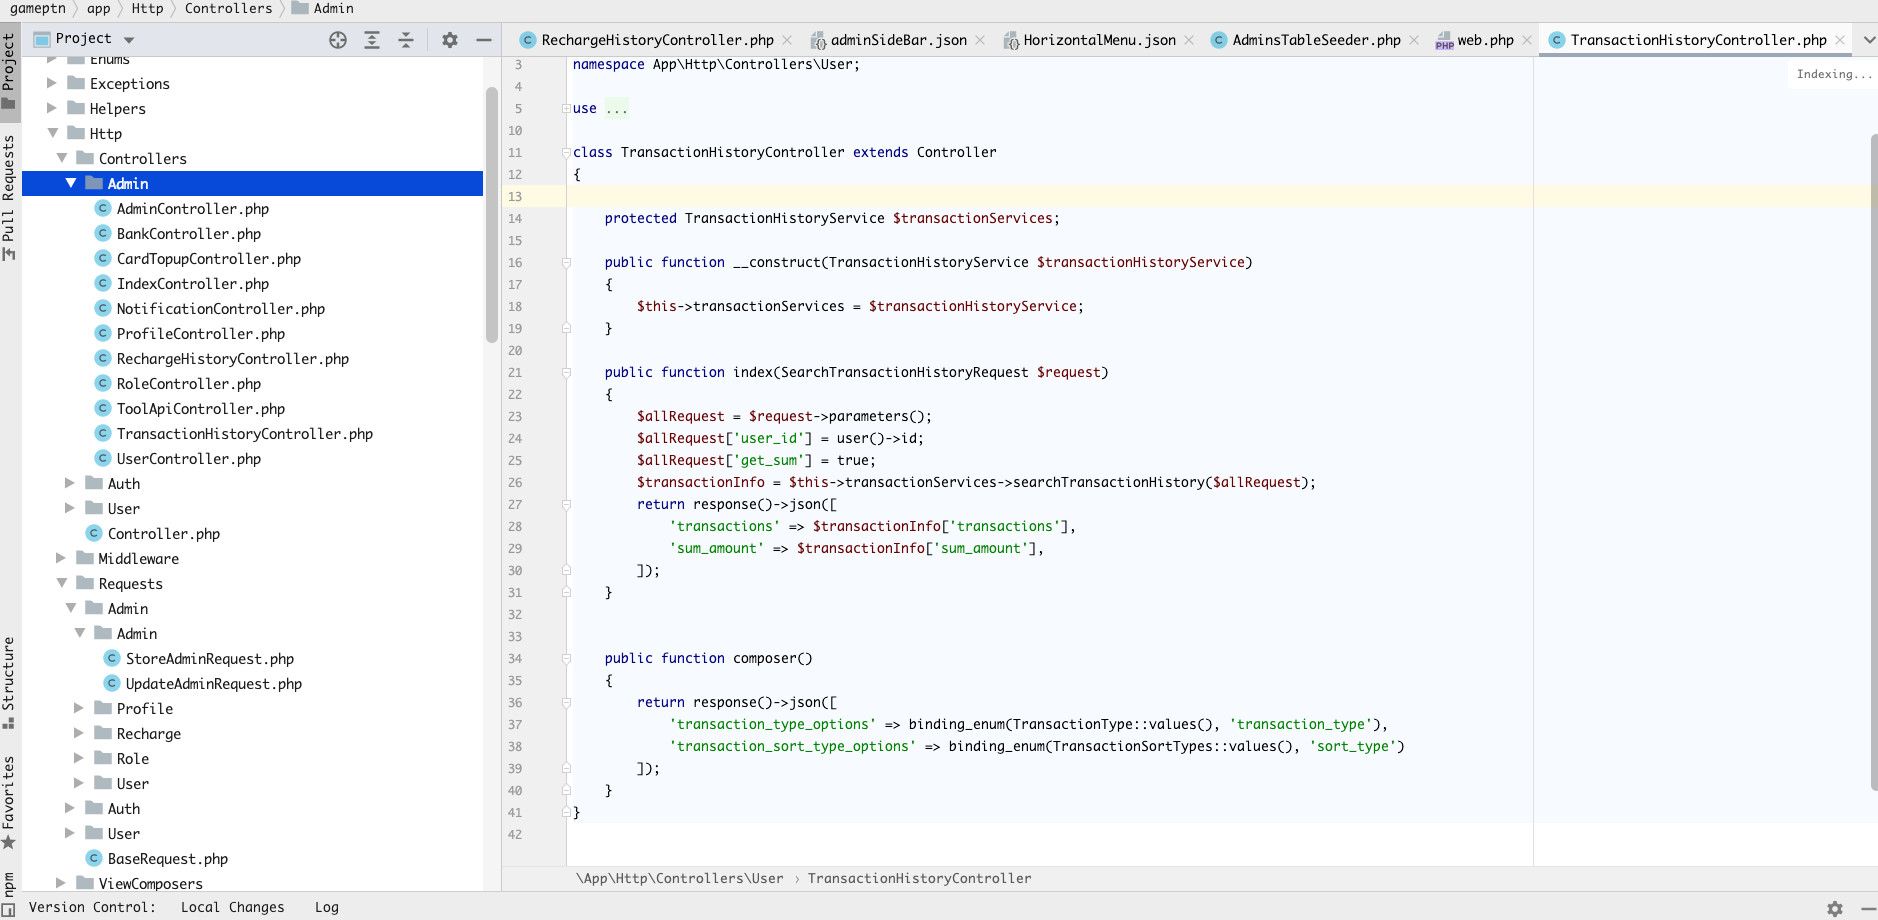 gameptn 〉 app 〉 Http 〉 Controllers 〉 Admin
Project
RechargeHistoryController.php
adminSideBar.json
HorizontalMenu.json
AdminsTableSeeder.php
web.php
TransactionHistoryController.php
Indexing...
Project
Pull Requests
Structure
Favorites
npm
Enums
Exceptions
Helpers
Http
Controllers
Admin
AdminController.php
BankController.php
CardTopupController.php
IndexController.php
NotificationController.php
ProfileController.php
RechargeHistoryController.php
RoleController.php
ToolApiController.php
TransactionHistoryController.php
UserController.php
Auth
User
Controller.php
Middleware
Requests
Admin
Admin
StoreAdminRequest.php
UpdateAdminRequest.php
Profile
Recharge
Role
User
Auth
User
BaseRequest.php
ViewComposers
3 namespace App\Http\Controllers\User;
4
5 use ...
10
11 class TransactionHistoryController extends Controller
12 {
13
14 protected TransactionHistoryService $transactionServices;
15
16 public function __construct(TransactionHistoryService $transactionHistoryService)
17 {
18 $this->transactionServices = $transactionHistoryService;
19 }
20
21 public function index(SearchTransactionHistoryRequest $request)
22 {
23 $allRequest = $request->parameters();
24 $allRequest['user_id'] = user()->id;
25 $allRequest['get_sum'] = true;
26 $transactionInfo = $this->transactionServices->searchTransactionHistory($allRequest);
27 return response()->json([
28 'transactions' => $transactionInfo['transactions'],
29 'sum_amount' => $transactionInfo['sum_amount'],
30 ]);
31 }
32
33
34 public function composer()
35 {
36 return response()->json([
37 'transaction_type_options' => binding_enum(TransactionType::values(), 'transaction_type'),
38 'transaction_sort_type_options' => binding_enum(TransactionSortTypes::values(), 'sort_type')
39 ]);
40 }
41 }
42
\App\Http\Controllers\User › TransactionHistoryController
Version Control: Local Changes Log